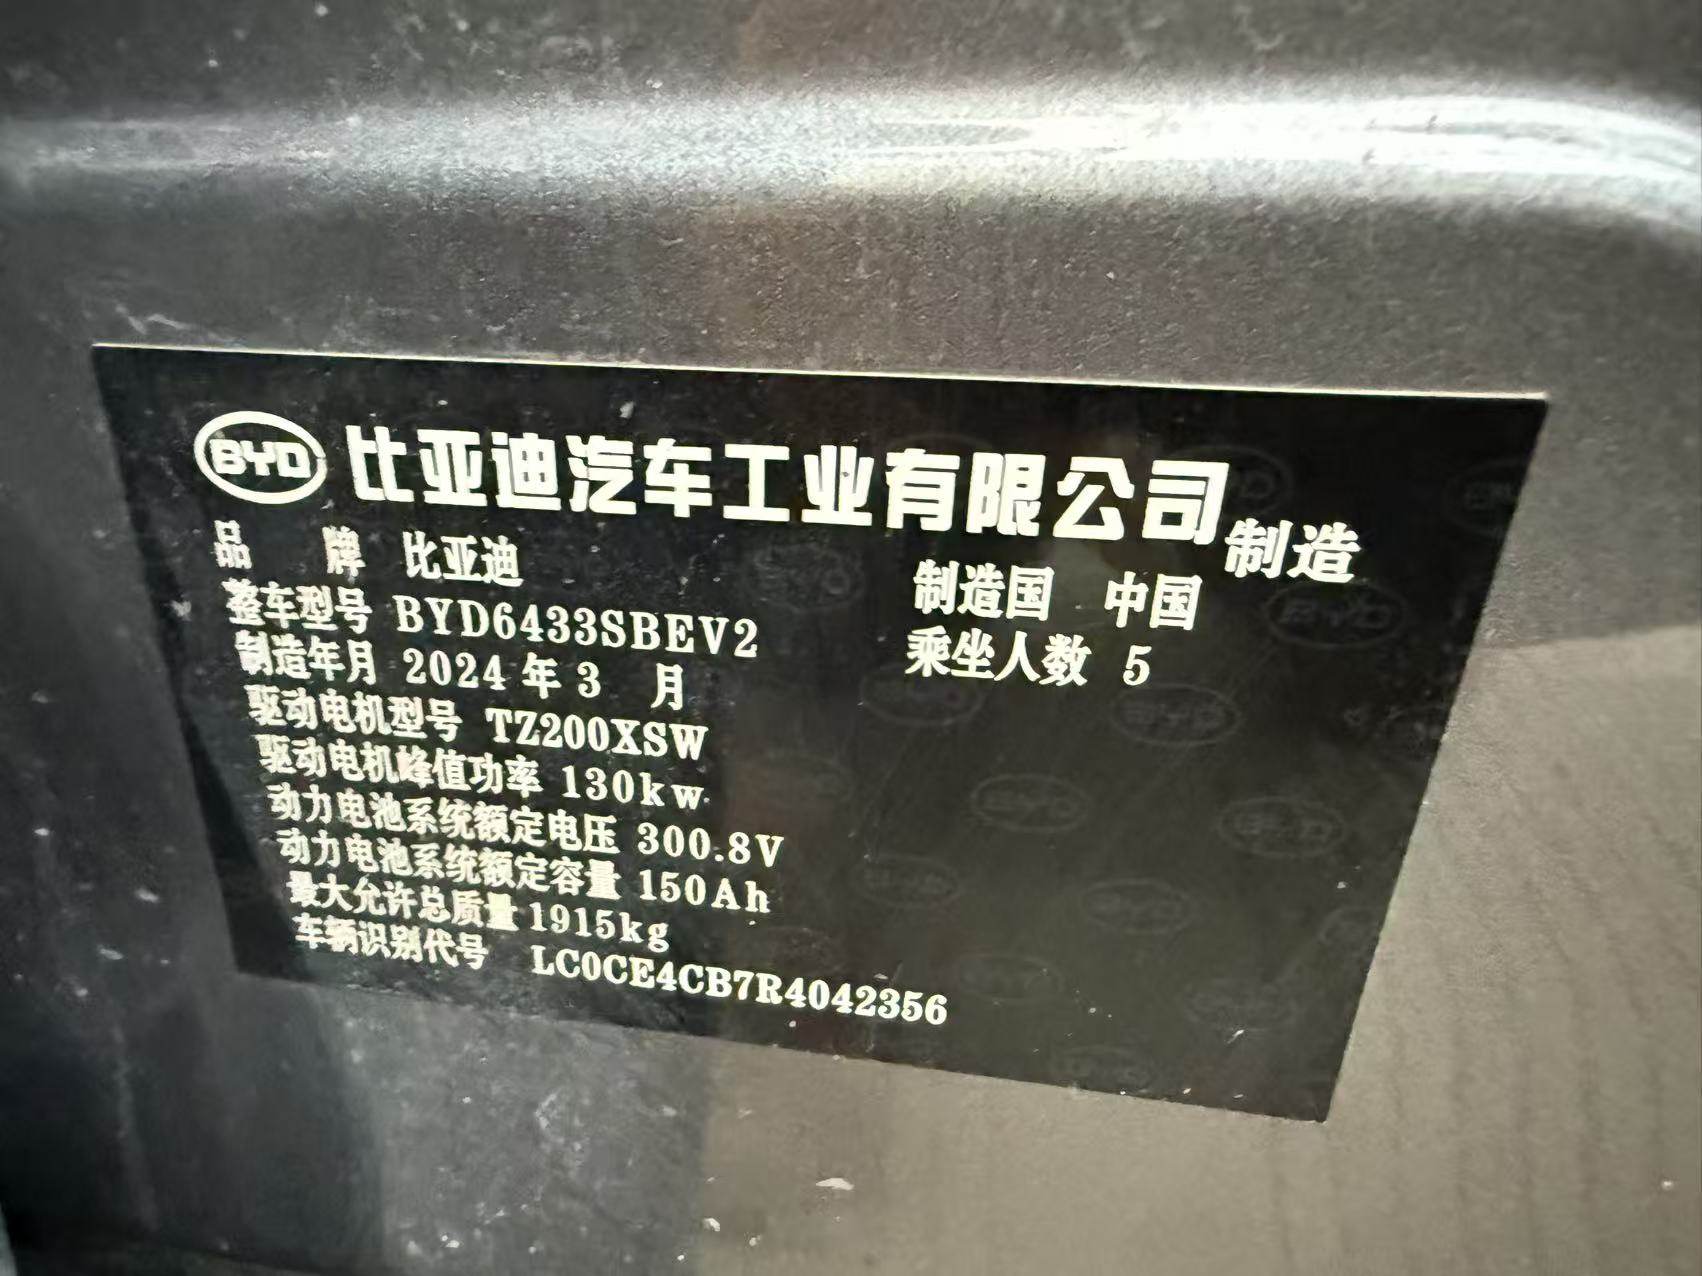 BYD 比亚迪汽车工业有限公司 制造
品 牌 比亚迪 制造国 中国
整车型号 BYD6433SBEV2 乘坐人数 5
制造年月 2024 年 3 月
驱动电机型号 TZ200XSW
驱动电机峰值功率 130kw
动力电池系统额定电压 300.8V
动力电池系统额定容量 150Ah
最大允许总质量 1915kg
车辆识别代号 LC0CE4CB7R4042356